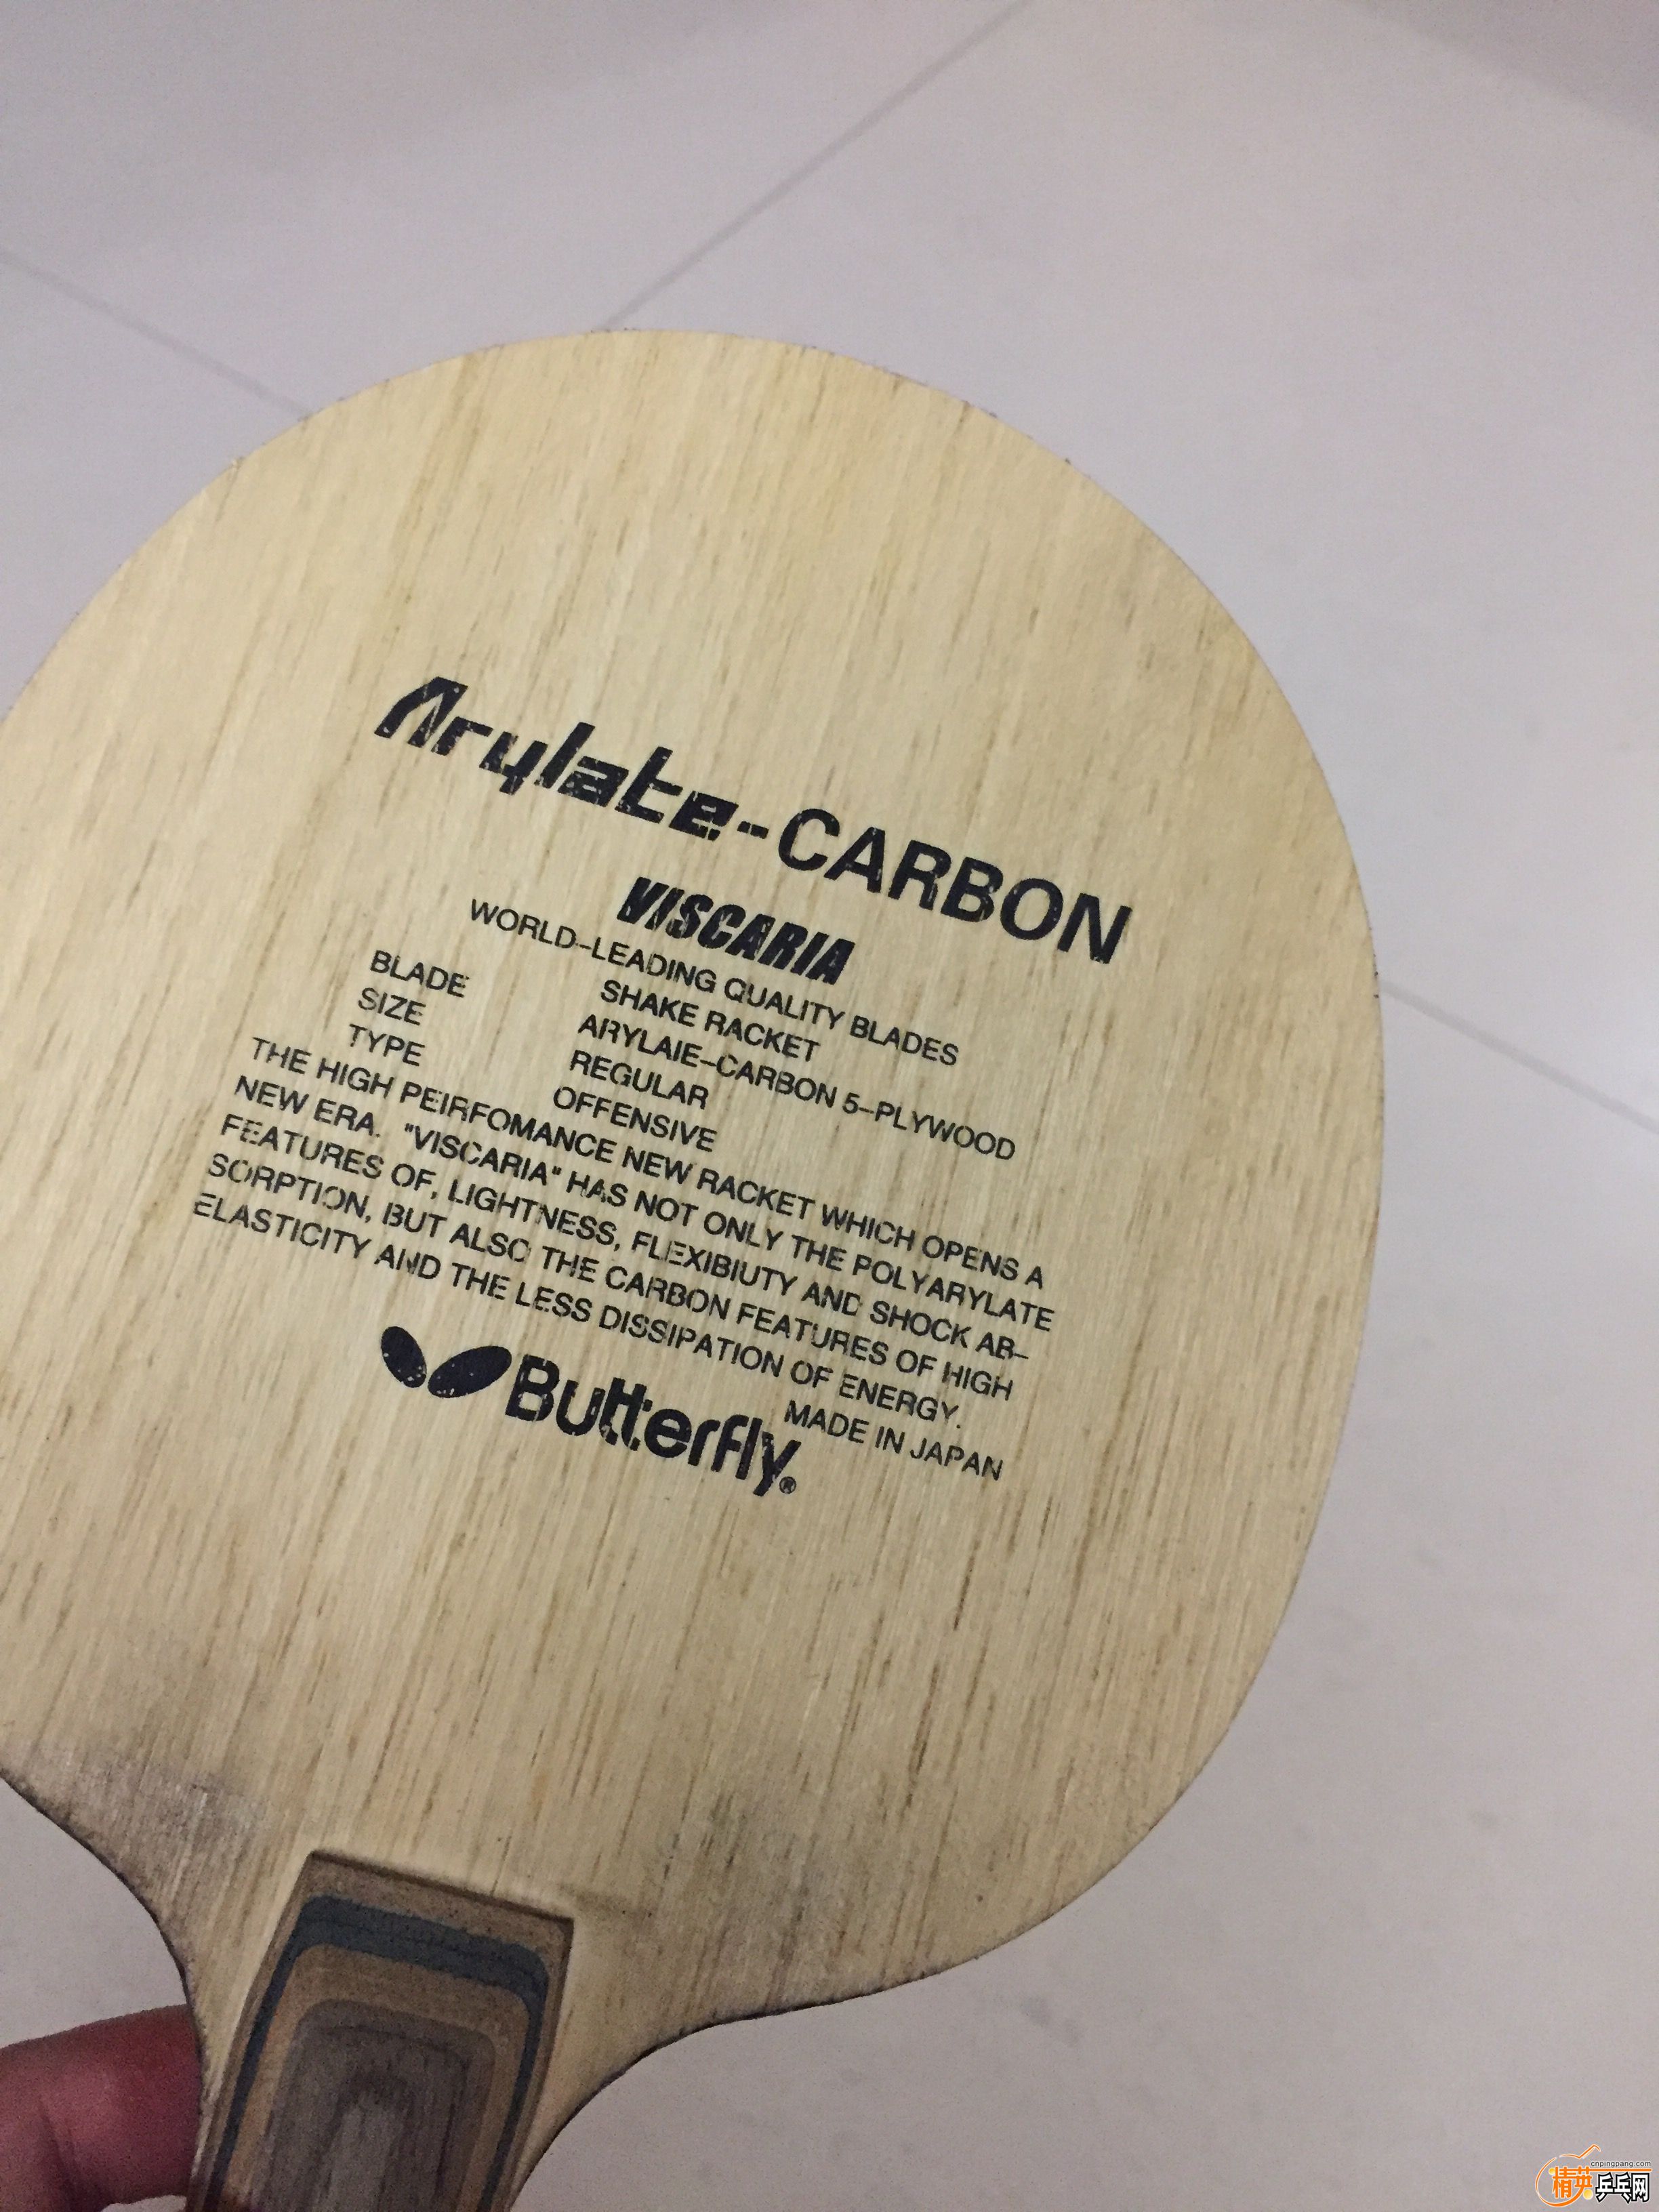 Arylate-CARBON
VISCARIA
WORLD-LEADING QUALITY BLADES
SHAKE RACKET
BLADE ARYLAIE-CARBON 5-PLYWOOD
SIZE REGULAR
TYPE OFFENSIVE
THE HIGH PEIRFOMANCE NEW RACKET WHICH OPENS A
NEW ERA. "VISCARIA" HAS NOT ONLY THE POLYARYLATE
FEATURES OF, LIGHTNESS, FLEXIBIUTY AND SHOCK AB-
SORPTION, BUT ALSO THE CARBON FEATURES OF HIGH
ELASTICITY AND THE LESS DISSIPATION OF ENERGY.
MADE IN JAPAN
Butterfly®
cnpingpang.com
精英乒乓网